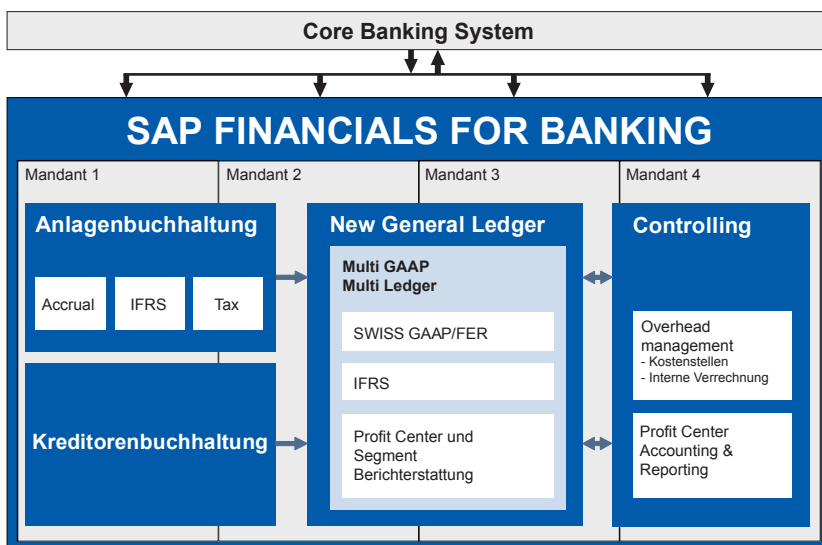 Core Banking System
SAP FINANCIALS FOR BANKING
Mandant 1
Mandant 2
Mandant 3
Mandant 4
Anlagenbuchhaltung
Accrual
IFRS
Tax
Kreditorenbuchhaltung
New General Ledger
Multi GAAP
Multi Ledger
SWISS GAAP/FER
IFRS
Profit Center und
Segment
Berichterstattung
Controlling
Overhead
management
- Kostenstellen
- Interne Verrechnung
Profit Center
Accounting &
Reporting